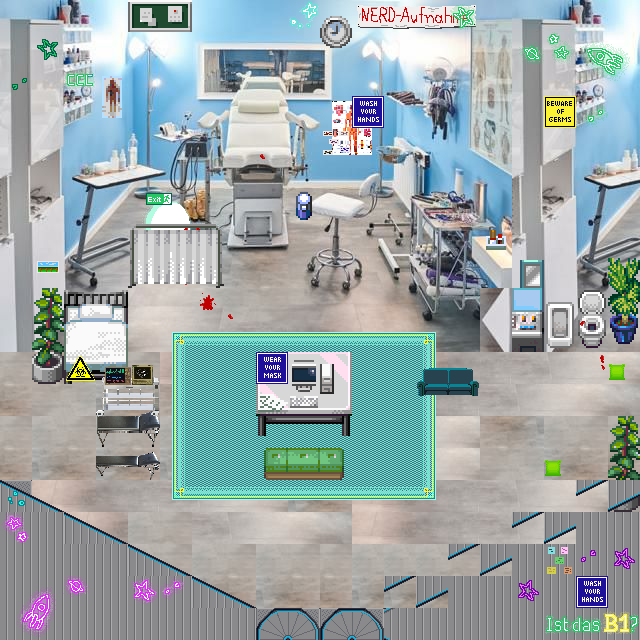 NERD-Aufnahme
WASH
YOUR
HANDS
BEWARE
OF
GERMS
Exit
WEAR
YOUR
MASK
WASH
YOUR
HANDS
Ist das B1?